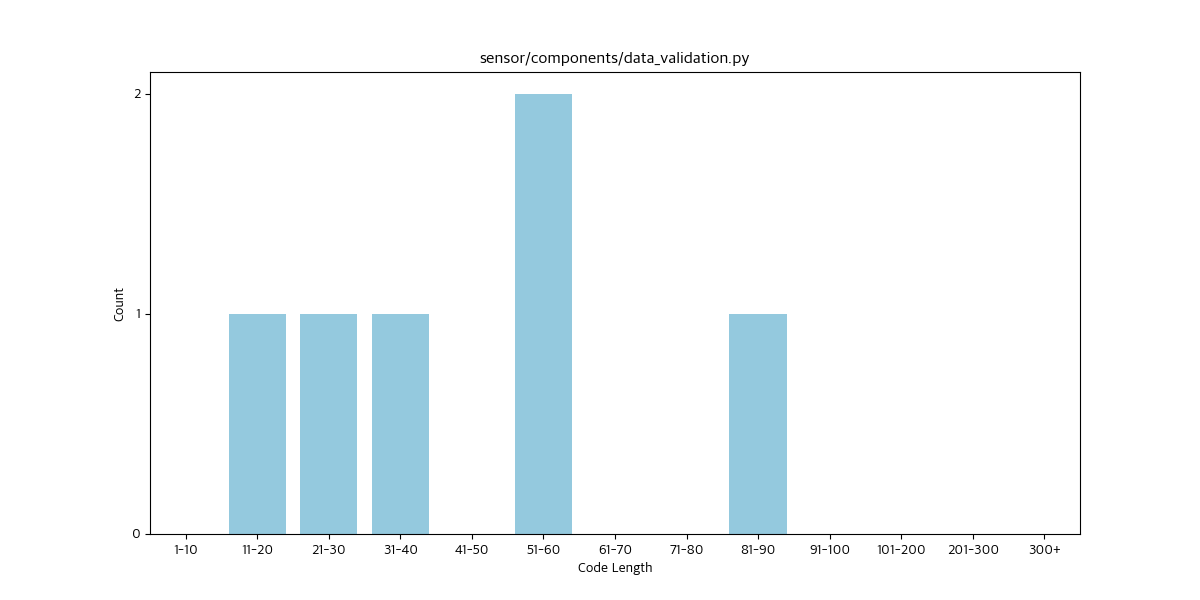 sensor/components/data_validation.py
2
1
0
Count
1-10 11-20 21-30 31-40 41-50 51-60 61-70 71-80 81-90 91-100 101-200 201-300 300+
Code Length